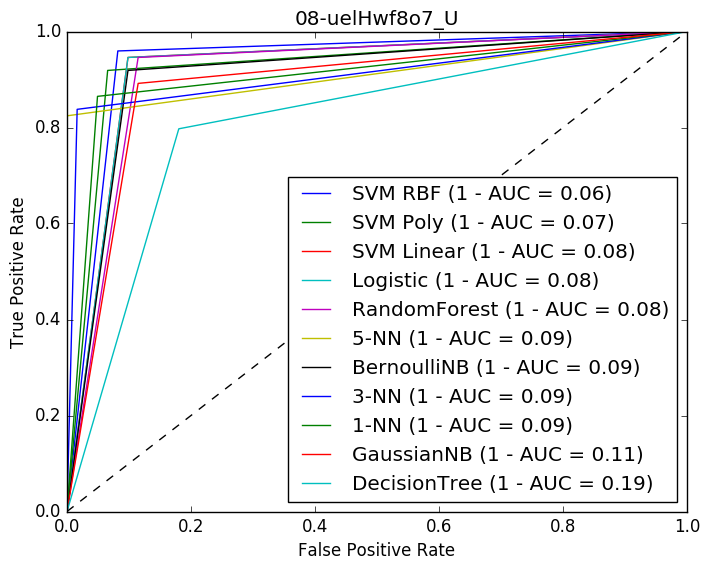 08-uelHwf8o7_U
1.0
0.8
0.6
0.4
0.2
0.0
True Positive Rate
SVM RBF (1 - AUC = 0.06)
SVM Poly (1 - AUC = 0.07)
SVM Linear (1 - AUC = 0.08)
Logistic (1 - AUC = 0.08)
RandomForest (1 - AUC = 0.08)
5-NN (1 - AUC = 0.09)
BernoulliNB (1 - AUC = 0.09)
3-NN (1 - AUC = 0.09)
1-NN (1 - AUC = 0.09)
GaussianNB (1 - AUC = 0.11)
DecisionTree (1 - AUC = 0.19)
0.0 0.2 0.4 0.6 0.8 1.0
False Positive Rate